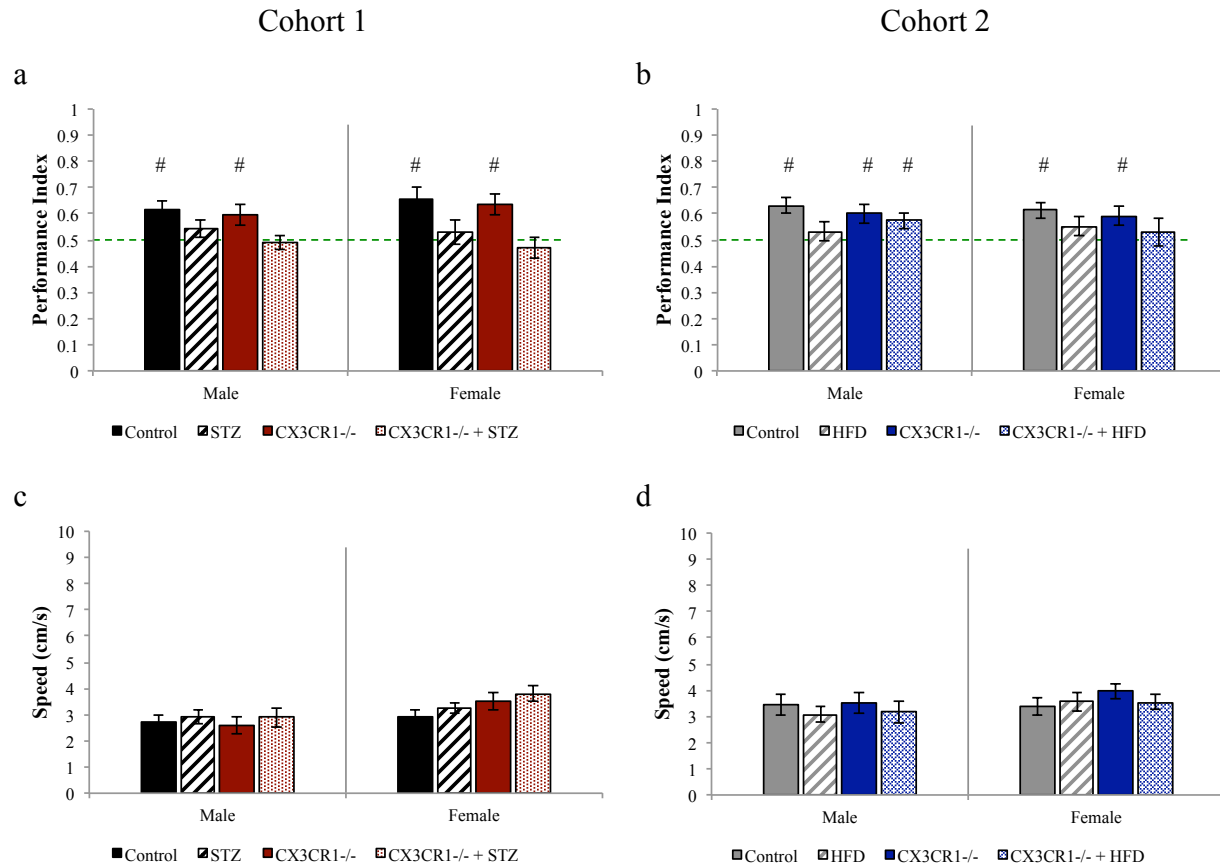 Cohort 1
Cohort 2
a
Performance Index
1
0.9
0.8
0.7
0.6
0.5
0.4
0.3
0.2
0.1
0
# # # #
Male Female
Control STZ CX3CR1-/- CX3CR1-/- + STZ
b
Performance Index
1
0.9
0.8
0.7
0.6
0.5
0.4
0.3
0.2
0.1
0
# # # # #
Male Female
Control HFD CX3CR1-/- CX3CR1-/- + HFD
c
Speed (cm/s)
10
9
8
7
6
5
4
3
2
1
0
Male Female
Control STZ CX3CR1-/- CX3CR1-/- + STZ
d
Speed (cm/s)
10
9
8
7
6
5
4
3
2
1
0
Male Female
Control HFD CX3CR1-/- CX3CR1-/- + HFD